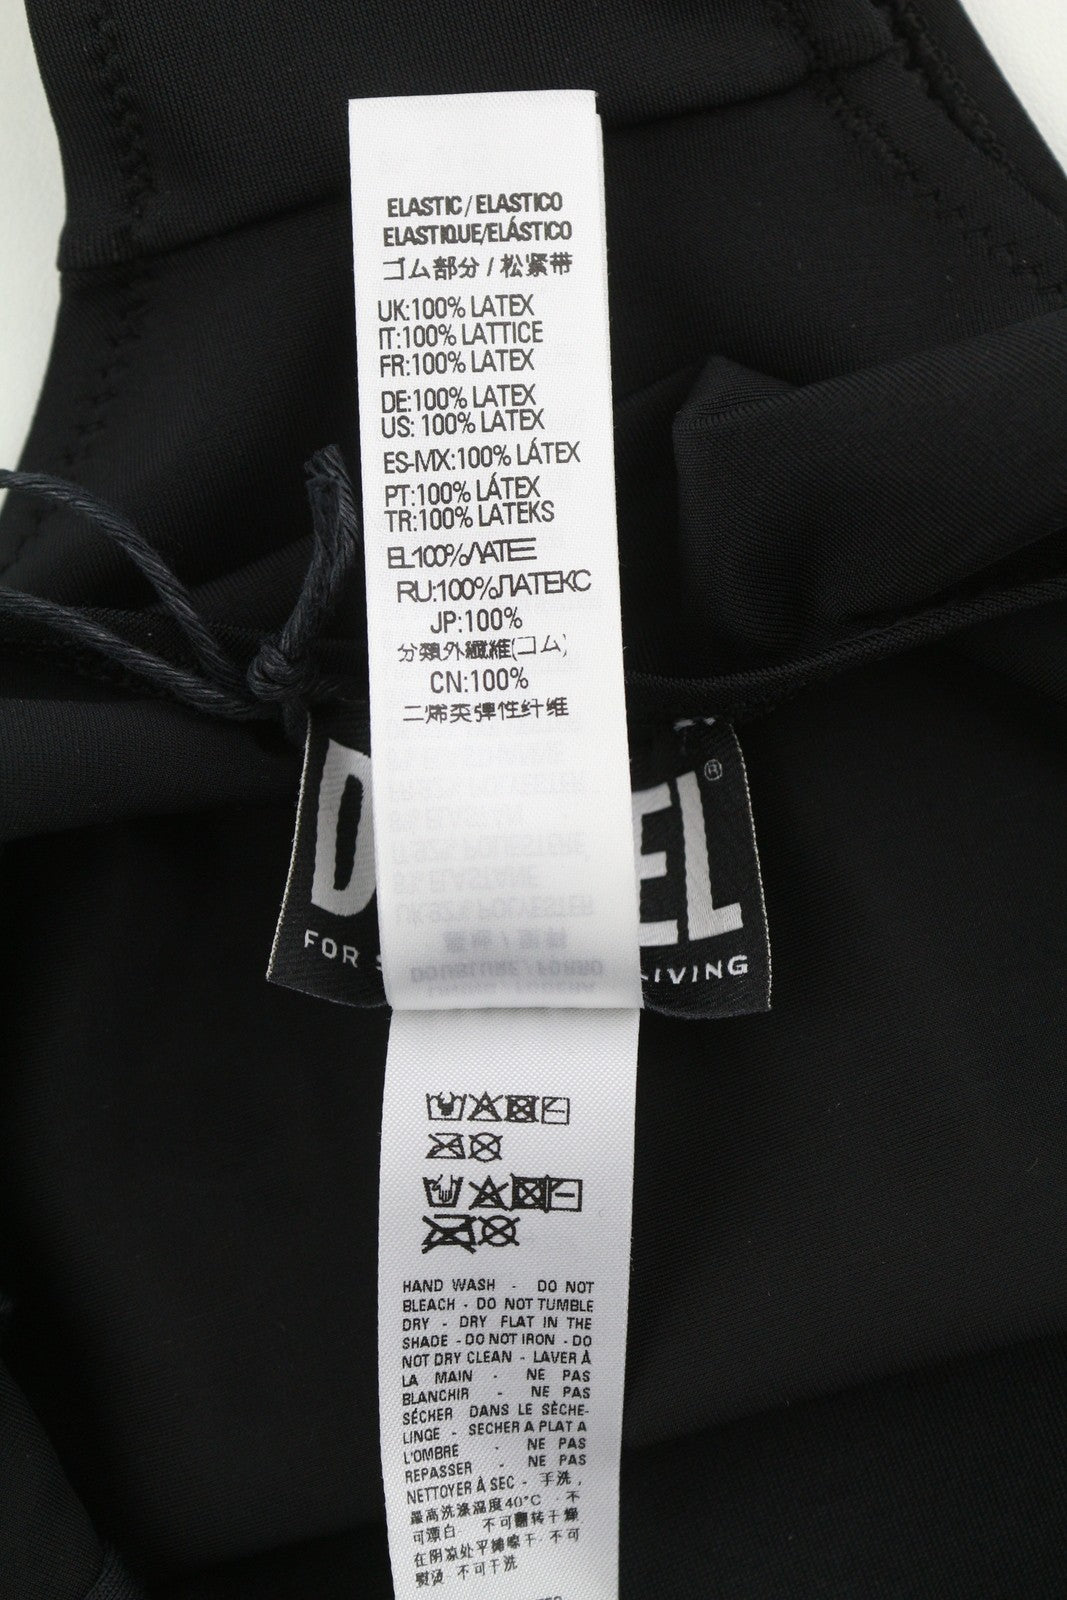 ELASTIC / ELASTICO
ELASTIQUE/ELÁSTICO
ゴム部分 / 松紧带
UK:100% LATEX
IT:100% LATTICE
FR:100% LATEX
DE:100% LATEX
US: 100% LATEX
ES-MX:100% LÁTEX
PT:100% LÁTEX
TR:100% LATEKS
EL100%ΛΑΤΕΞ
RU:100%ЛАТЕКС
JP:100%
分類外繊維(ゴム)
CN:100%
二烯类弹性纤维
D EL®
FOR LIVING
HAND WASH - DO NOT
BLEACH - DO NOT TUMBLE
DRY - DRY FLAT IN THE
SHADE - DO NOT IRON - DO
NOT DRY CLEAN - LAVER À
LA MAIN - NE PAS
BLANCHIR - NE PAS
SÉCHER DANS LE SÈCHE-
LINGE - SECHER A PLAT A
L'OMBRE - NE PAS
REPASSER - NE PAS
NETTOYER À SEC - 手洗，
最高洗涤温度40°C - 不
可漂白 - 不可翻转干燥
在阴凉处平摊晾干 - 不可
熨烫 - 不可干洗